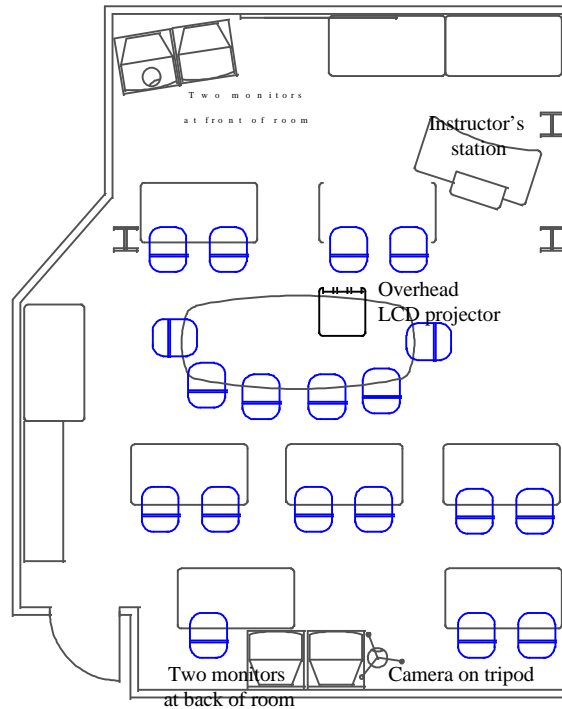 Two monitors
at front of room
Instructor's
station
Overhead
LCD projector
Two monitors
at back of room
Camera on tripod